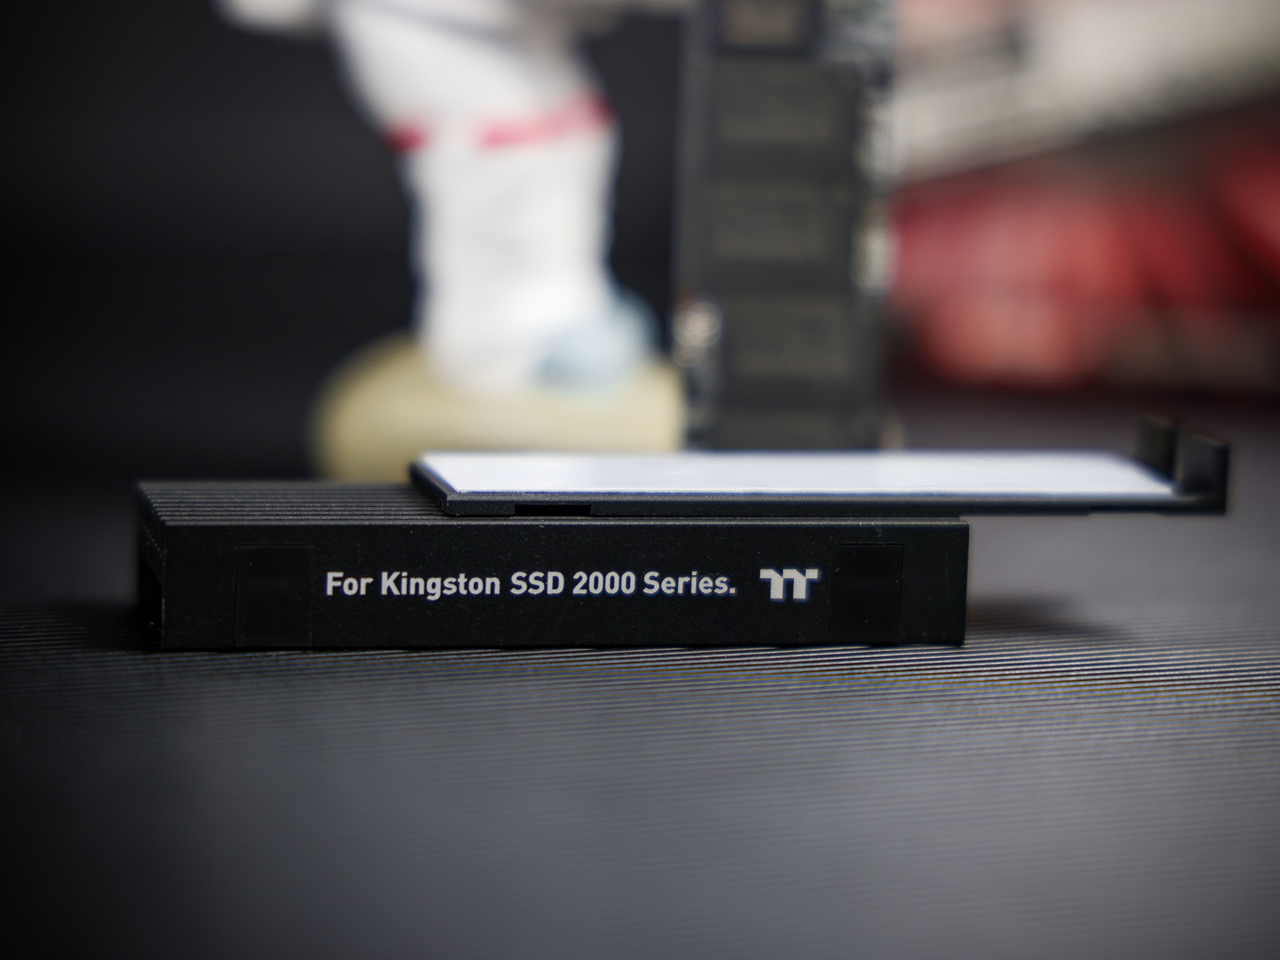 For Kingston SSD 2000 Series.